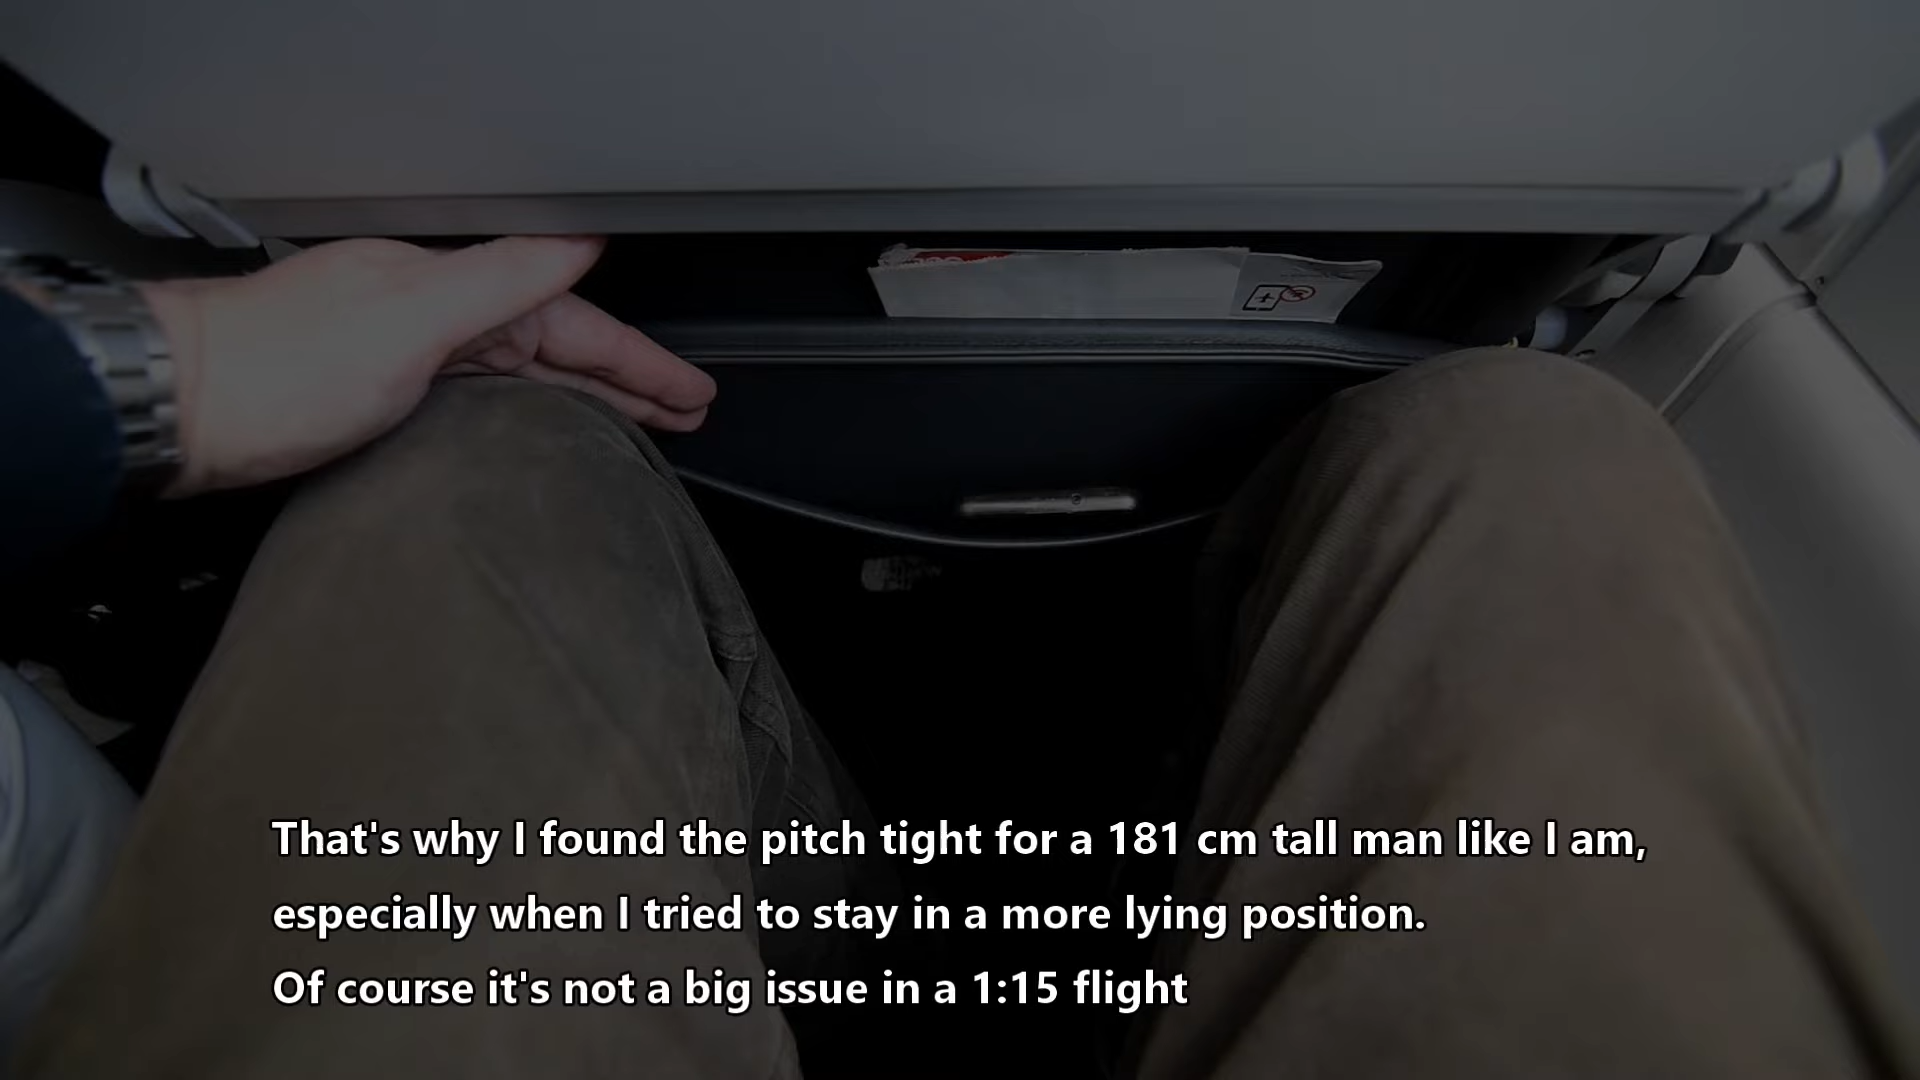 That's why I found the pitch tight for a 181 cm tall man like I am,
especially when I tried to stay in a more lying position.
Of course it's not a big issue in a 1:15 flight